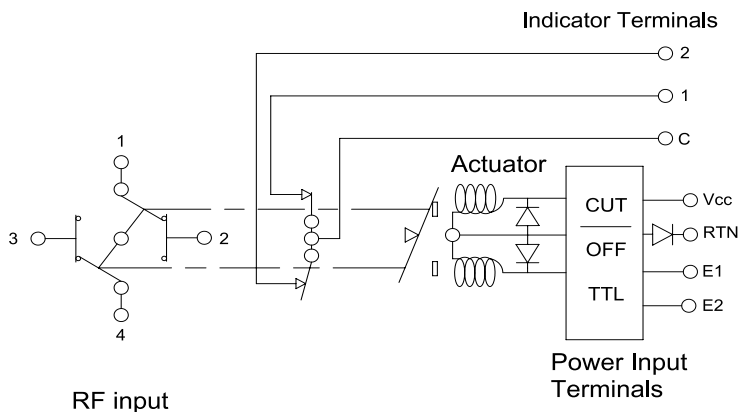 Indicator Terminals
2
1
C
1
3
2
4
Actuator
CUT
OFF
TTL
Vcc
RTN
E1
E2
Power Input
Terminals
RF input